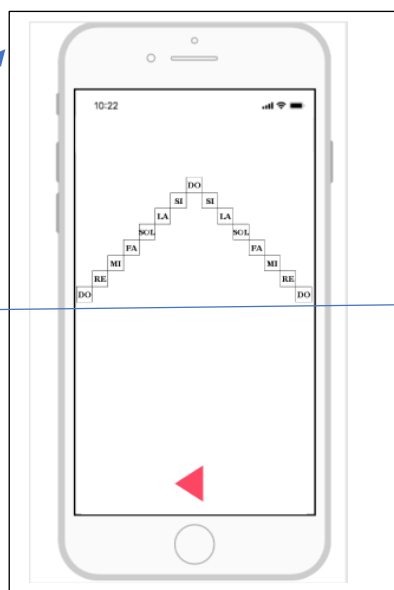 10:22
DO
SI SI
LA LA
SOL SOL
FA FA
MI MI
RE RE
DO DO